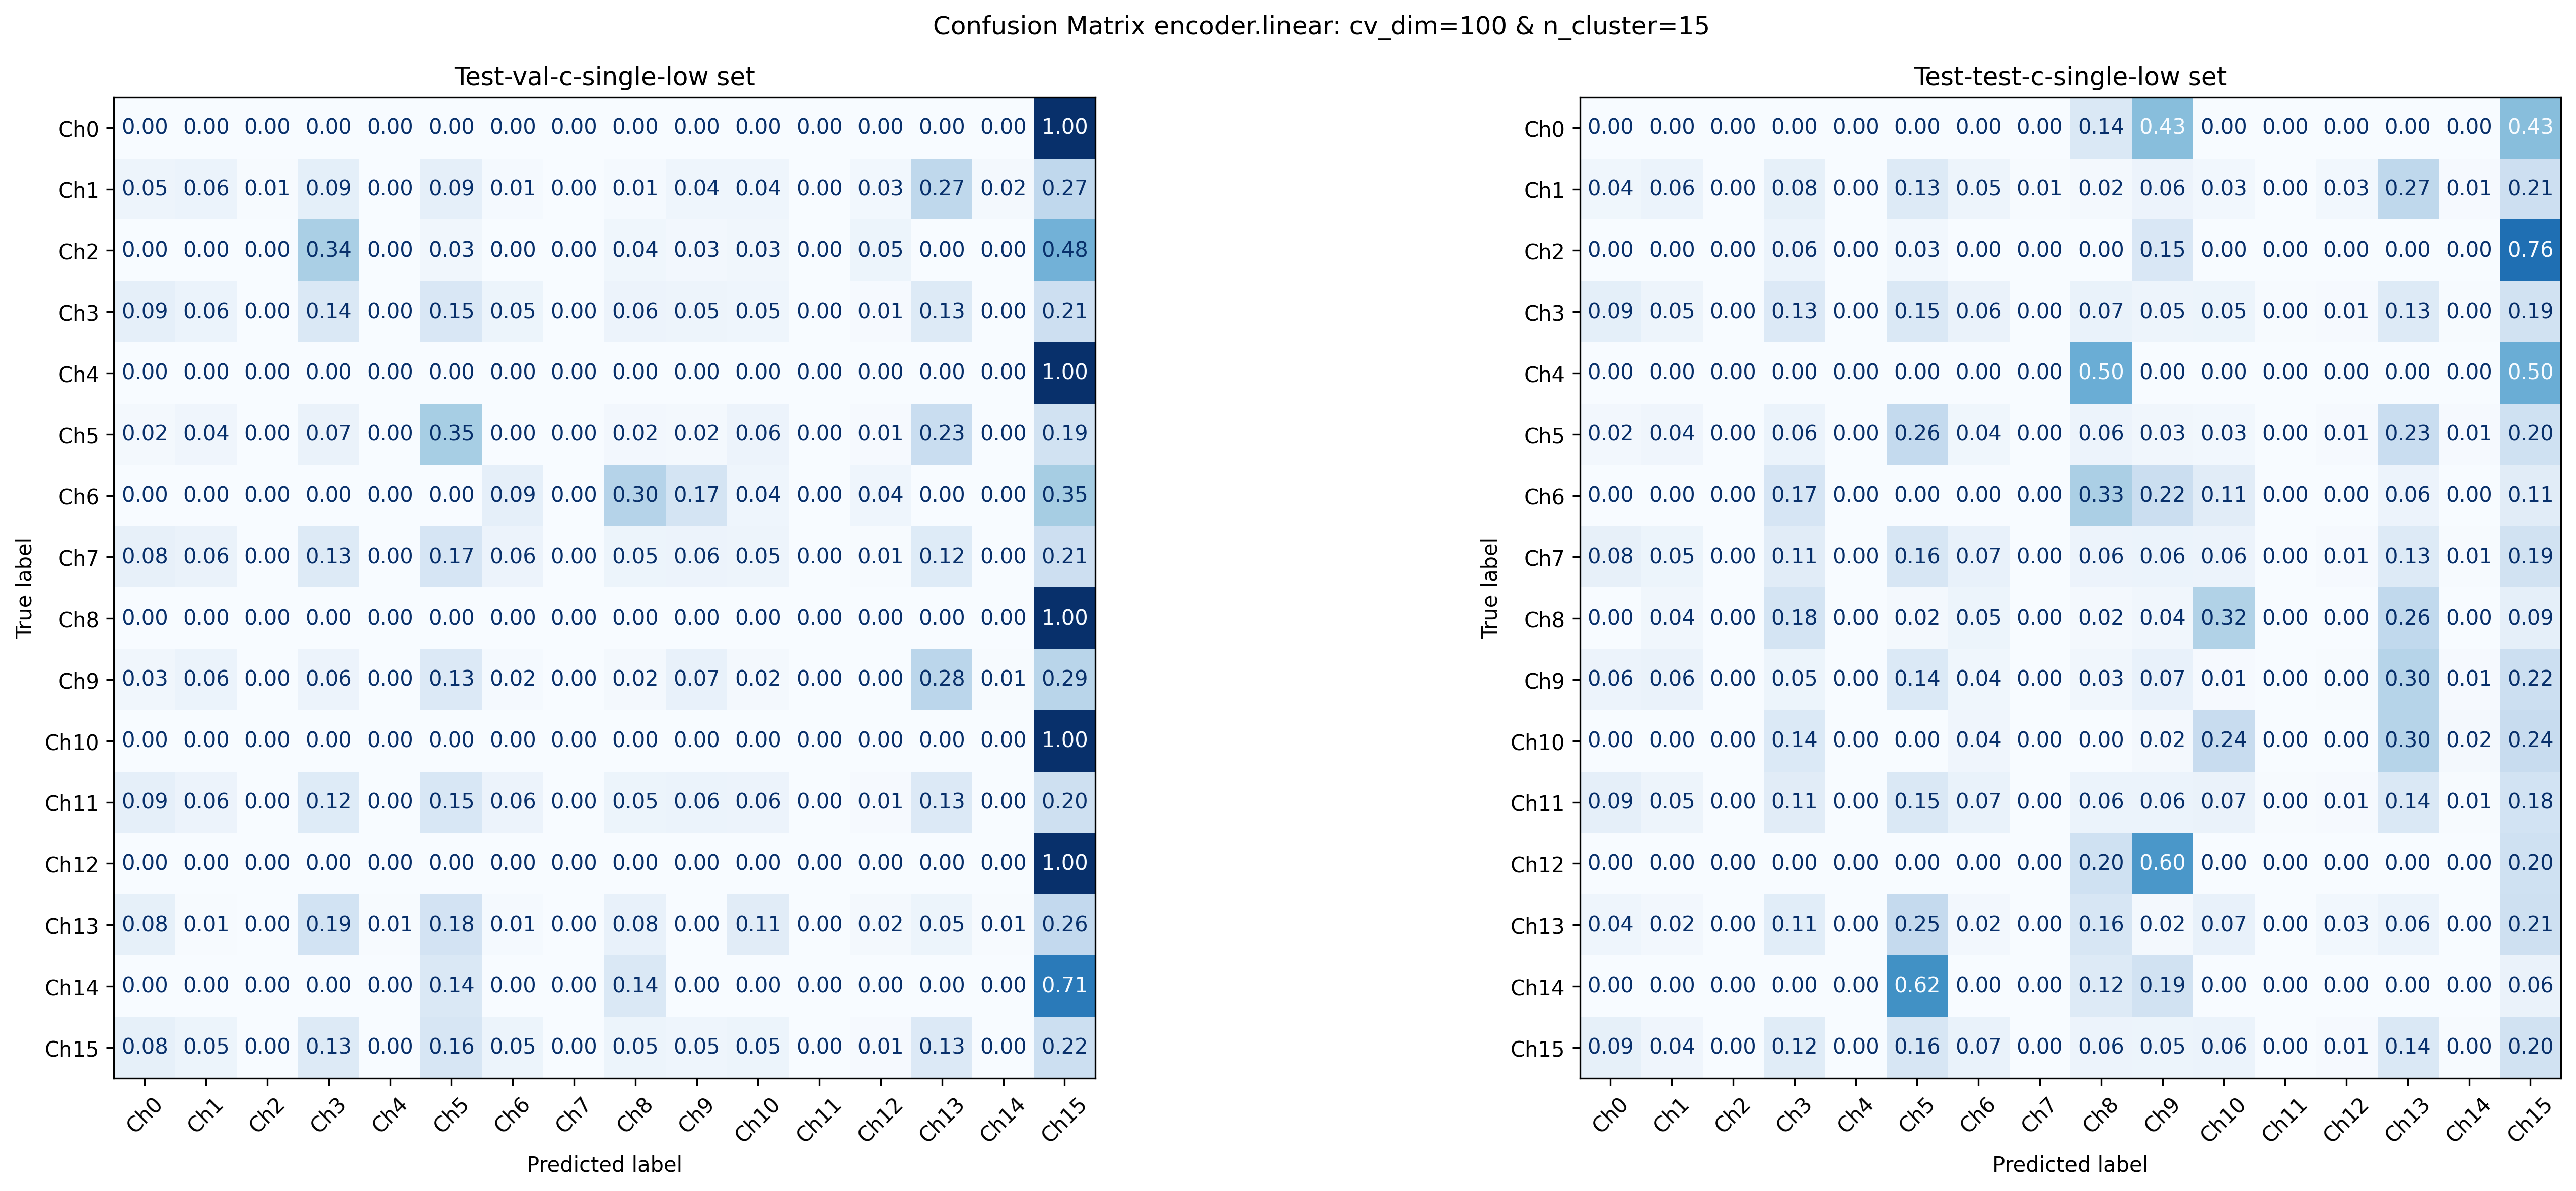 Confusion Matrix encoder.linear: cv_dim=100 & n_cluster=15
Test-val-c-single-low set
True label
Ch0 0.00 0.00 0.00 0.00 0.00 0.00 0.00 0.00 0.00 0.00 0.00 0.00 0.00 0.00 0.00 1.00
Ch1 0.05 0.06 0.01 0.09 0.00 0.09 0.01 0.00 0.01 0.04 0.04 0.00 0.03 0.27 0.02 0.27
Ch2 0.00 0.00 0.00 0.34 0.00 0.03 0.00 0.00 0.04 0.03 0.03 0.00 0.05 0.00 0.00 0.48
Ch3 0.09 0.06 0.00 0.14 0.00 0.15 0.05 0.00 0.06 0.05 0.05 0.00 0.01 0.13 0.00 0.21
Ch4 0.00 0.00 0.00 0.00 0.00 0.00 0.00 0.00 0.00 0.00 0.00 0.00 0.00 0.00 0.00 1.00
Ch5 0.02 0.04 0.00 0.07 0.00 0.35 0.00 0.00 0.02 0.02 0.06 0.00 0.01 0.23 0.00 0.19
Ch6 0.00 0.00 0.00 0.00 0.00 0.00 0.09 0.00 0.30 0.17 0.04 0.00 0.04 0.00 0.00 0.35
Ch7 0.08 0.06 0.00 0.13 0.00 0.17 0.06 0.00 0.05 0.06 0.05 0.00 0.01 0.12 0.00 0.21
Ch8 0.00 0.00 0.00 0.00 0.00 0.00 0.00 0.00 0.00 0.00 0.00 0.00 0.00 0.00 0.00 1.00
Ch9 0.03 0.06 0.00 0.06 0.00 0.13 0.02 0.00 0.02 0.07 0.02 0.00 0.00 0.28 0.01 0.29
Ch10 0.00 0.00 0.00 0.00 0.00 0.00 0.00 0.00 0.00 0.00 0.00 0.00 0.00 0.00 0.00 1.00
Ch11 0.09 0.06 0.00 0.12 0.00 0.15 0.06 0.00 0.05 0.06 0.06 0.00 0.01 0.13 0.00 0.20
Ch12 0.00 0.00 0.00 0.00 0.00 0.00 0.00 0.00 0.00 0.00 0.00 0.00 0.00 0.00 0.00 1.00
Ch13 0.08 0.01 0.00 0.19 0.01 0.18 0.01 0.00 0.08 0.00 0.11 0.00 0.02 0.05 0.01 0.26
Ch14 0.00 0.00 0.00 0.00 0.00 0.14 0.00 0.00 0.14 0.00 0.00 0.00 0.00 0.00 0.00 0.71
Ch15 0.08 0.05 0.00 0.13 0.00 0.16 0.05 0.00 0.05 0.05 0.05 0.00 0.01 0.13 0.00 0.22
Ch0 Ch1 Ch2 Ch3 Ch4 Ch5 Ch6 Ch7 Ch8 Ch9 Ch10 Ch11 Ch12 Ch13 Ch14 Ch15
Predicted label
Test-test-c-single-low set
True label
Ch0 0.00 0.00 0.00 0.00 0.00 0.00 0.00 0.00 0.14 0.43 0.00 0.00 0.00 0.00 0.00 0.43
Ch1 0.04 0.06 0.00 0.08 0.00 0.13 0.05 0.01 0.02 0.06 0.03 0.00 0.03 0.27 0.01 0.21
Ch2 0.00 0.00 0.00 0.06 0.00 0.03 0.00 0.00 0.00 0.15 0.00 0.00 0.00 0.00 0.00 0.76
Ch3 0.09 0.05 0.00 0.13 0.00 0.15 0.06 0.00 0.07 0.05 0.05 0.00 0.01 0.13 0.00 0.19
Ch4 0.00 0.00 0.00 0.00 0.00 0.00 0.00 0.00 0.50 0.00 0.00 0.00 0.00 0.00 0.00 0.50
Ch5 0.02 0.04 0.00 0.06 0.00 0.26 0.04 0.00 0.06 0.03 0.03 0.00 0.01 0.23 0.01 0.20
Ch6 0.00 0.00 0.00 0.17 0.00 0.00 0.00 0.00 0.33 0.22 0.11 0.00 0.00 0.06 0.00 0.11
Ch7 0.08 0.05 0.00 0.11 0.00 0.16 0.07 0.00 0.06 0.06 0.06 0.00 0.01 0.13 0.01 0.19
Ch8 0.00 0.04 0.00 0.18 0.00 0.02 0.05 0.00 0.02 0.04 0.32 0.00 0.00 0.26 0.00 0.09
Ch9 0.06 0.06 0.00 0.05 0.00 0.14 0.04 0.00 0.03 0.07 0.01 0.00 0.00 0.30 0.01 0.22
Ch10 0.00 0.00 0.00 0.14 0.00 0.00 0.04 0.00 0.00 0.02 0.24 0.00 0.00 0.30 0.02 0.24
Ch11 0.09 0.05 0.00 0.11 0.00 0.15 0.07 0.00 0.06 0.06 0.07 0.00 0.01 0.14 0.01 0.18
Ch12 0.00 0.00 0.00 0.00 0.00 0.00 0.00 0.00 0.20 0.60 0.00 0.00 0.00 0.00 0.00 0.20
Ch13 0.04 0.02 0.00 0.11 0.00 0.25 0.02 0.00 0.16 0.02 0.07 0.00 0.03 0.06 0.00 0.21
Ch14 0.00 0.00 0.00 0.00 0.00 0.62 0.00 0.00 0.12 0.19 0.00 0.00 0.00 0.00 0.00 0.06
Ch15 0.09 0.04 0.00 0.12 0.00 0.16 0.07 0.00 0.06 0.05 0.06 0.00 0.01 0.14 0.00 0.20
Ch0 Ch1 Ch2 Ch3 Ch4 Ch5 Ch6 Ch7 Ch8 Ch9 Ch10 Ch11 Ch12 Ch13 Ch14 Ch15
Predicted label